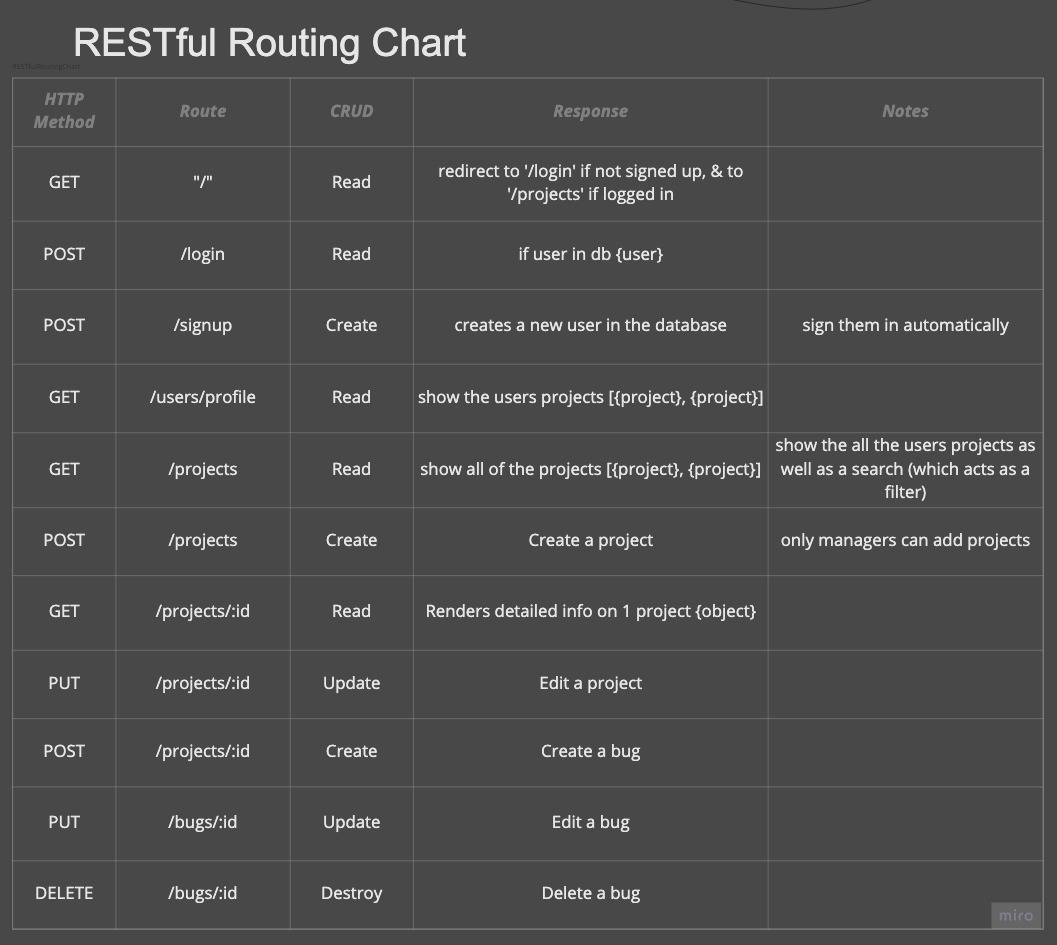 RESTful Routing Chart
RESTfulRoutingChart
HTTP
Method
Route
CRUD
Response
Notes
GET
"/"
Read
redirect to '/login' if not signed up, & to
'/projects' if logged in
POST
/login
Read
if user in db {user}
POST
/signup
Create
creates a new user in the database
sign them in automatically
GET
/users/profile
Read
show the users projects [{project}, {project}]
GET
/projects
Read
show all of the projects [{project}, {project}]
show the all the users projects as
well as a search (which acts as a
filter)
POST
/projects
Create
Create a project
only managers can add projects
GET
/projects/:id
Read
Renders detailed info on 1 project {object}
PUT
/projects/:id
Update
Edit a project
POST
/projects/:id
Create
Create a bug
PUT
/bugs/:id
Update
Edit a bug
DELETE
/bugs/:id
Destroy
Delete a bug
miro